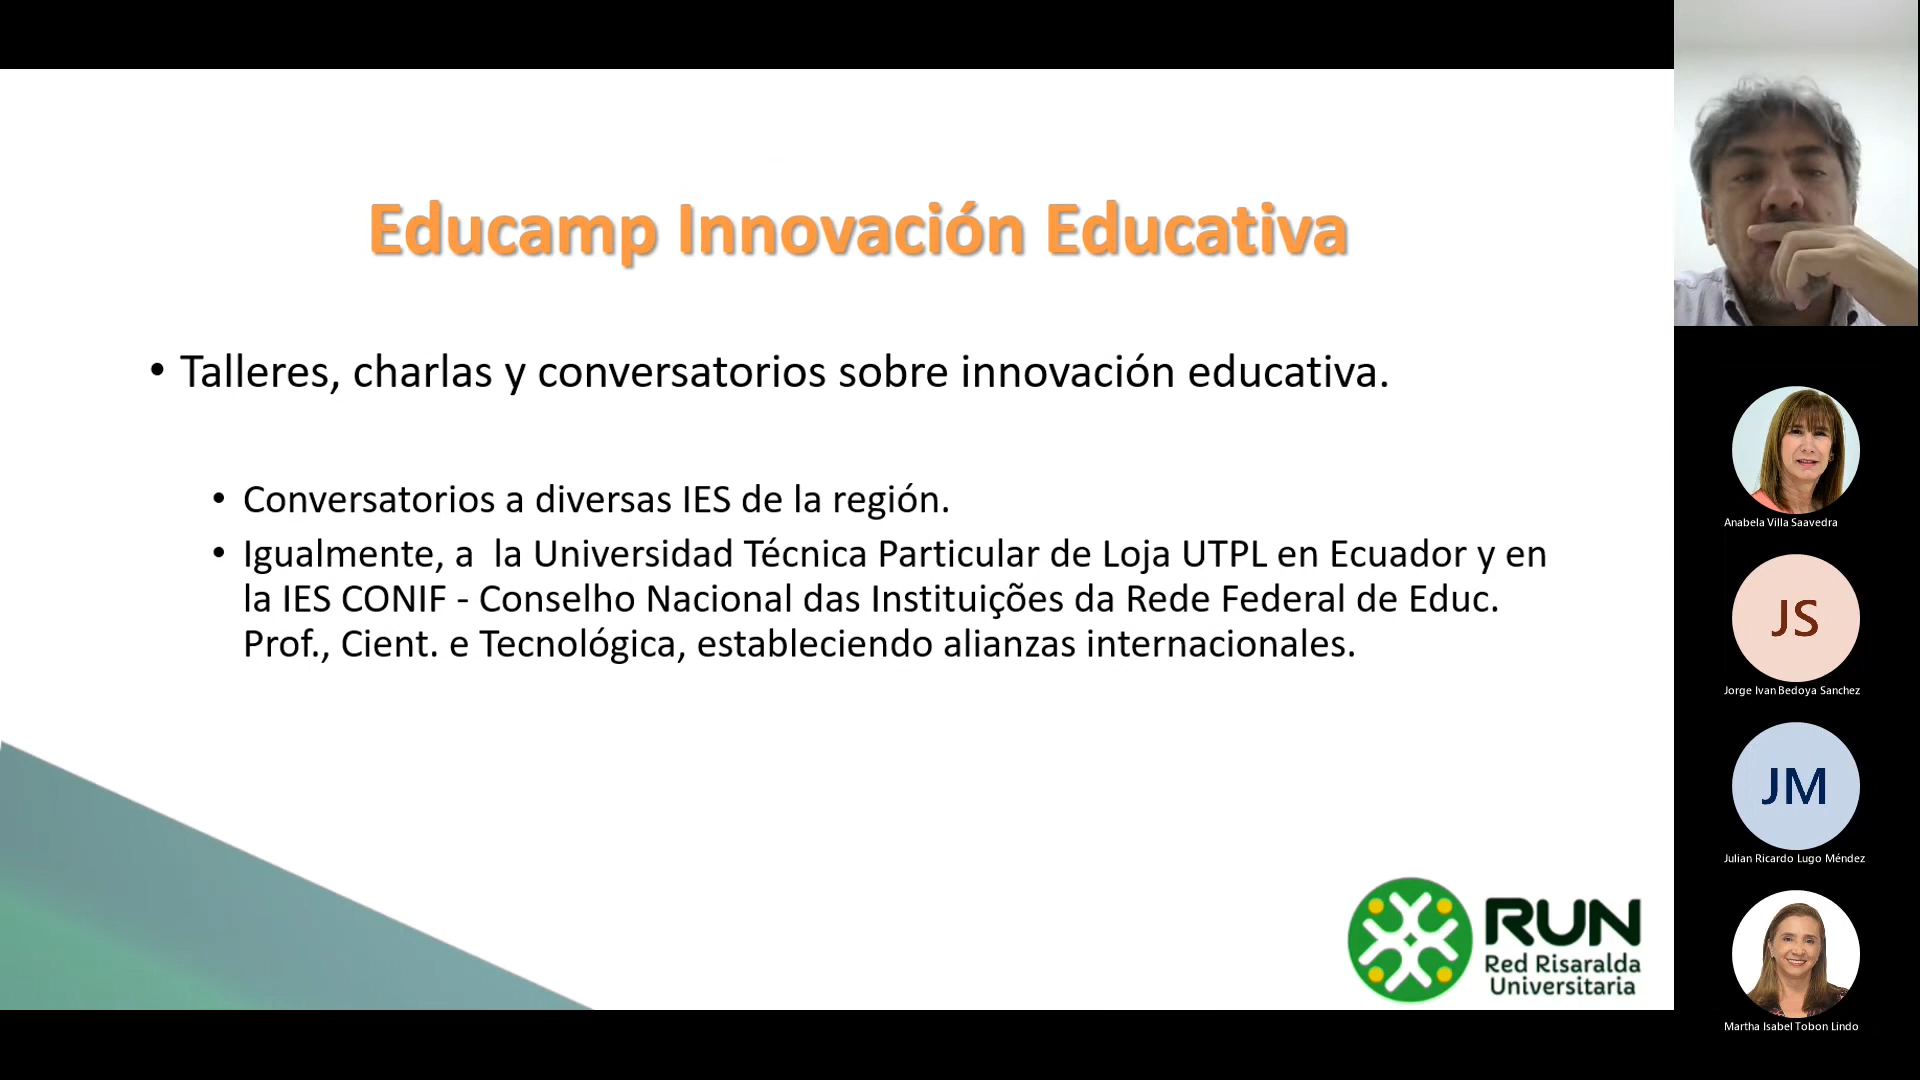 Educamp Innovación Educativa
• Talleres, charlas y conversatorios sobre innovación educativa.
• Conversatorios a diversas IES de la región.
• Igualmente, a  la Universidad Técnica Particular de Loja UTPL en Ecuador y en
la IES CONIF - Conselho Nacional das Instituições da Rede Federal de Educ.
Prof., Cient. e Tecnológica, estableciendo alianzas internacionales.
RUN
Red Risaralda
Universitaria
Anabela Villa Saavedra
JS
Jorge Ivan Bedoya Sanchez
JM
Julian Ricardo Lugo Méndez
Martha Isabel Tobon Lindo